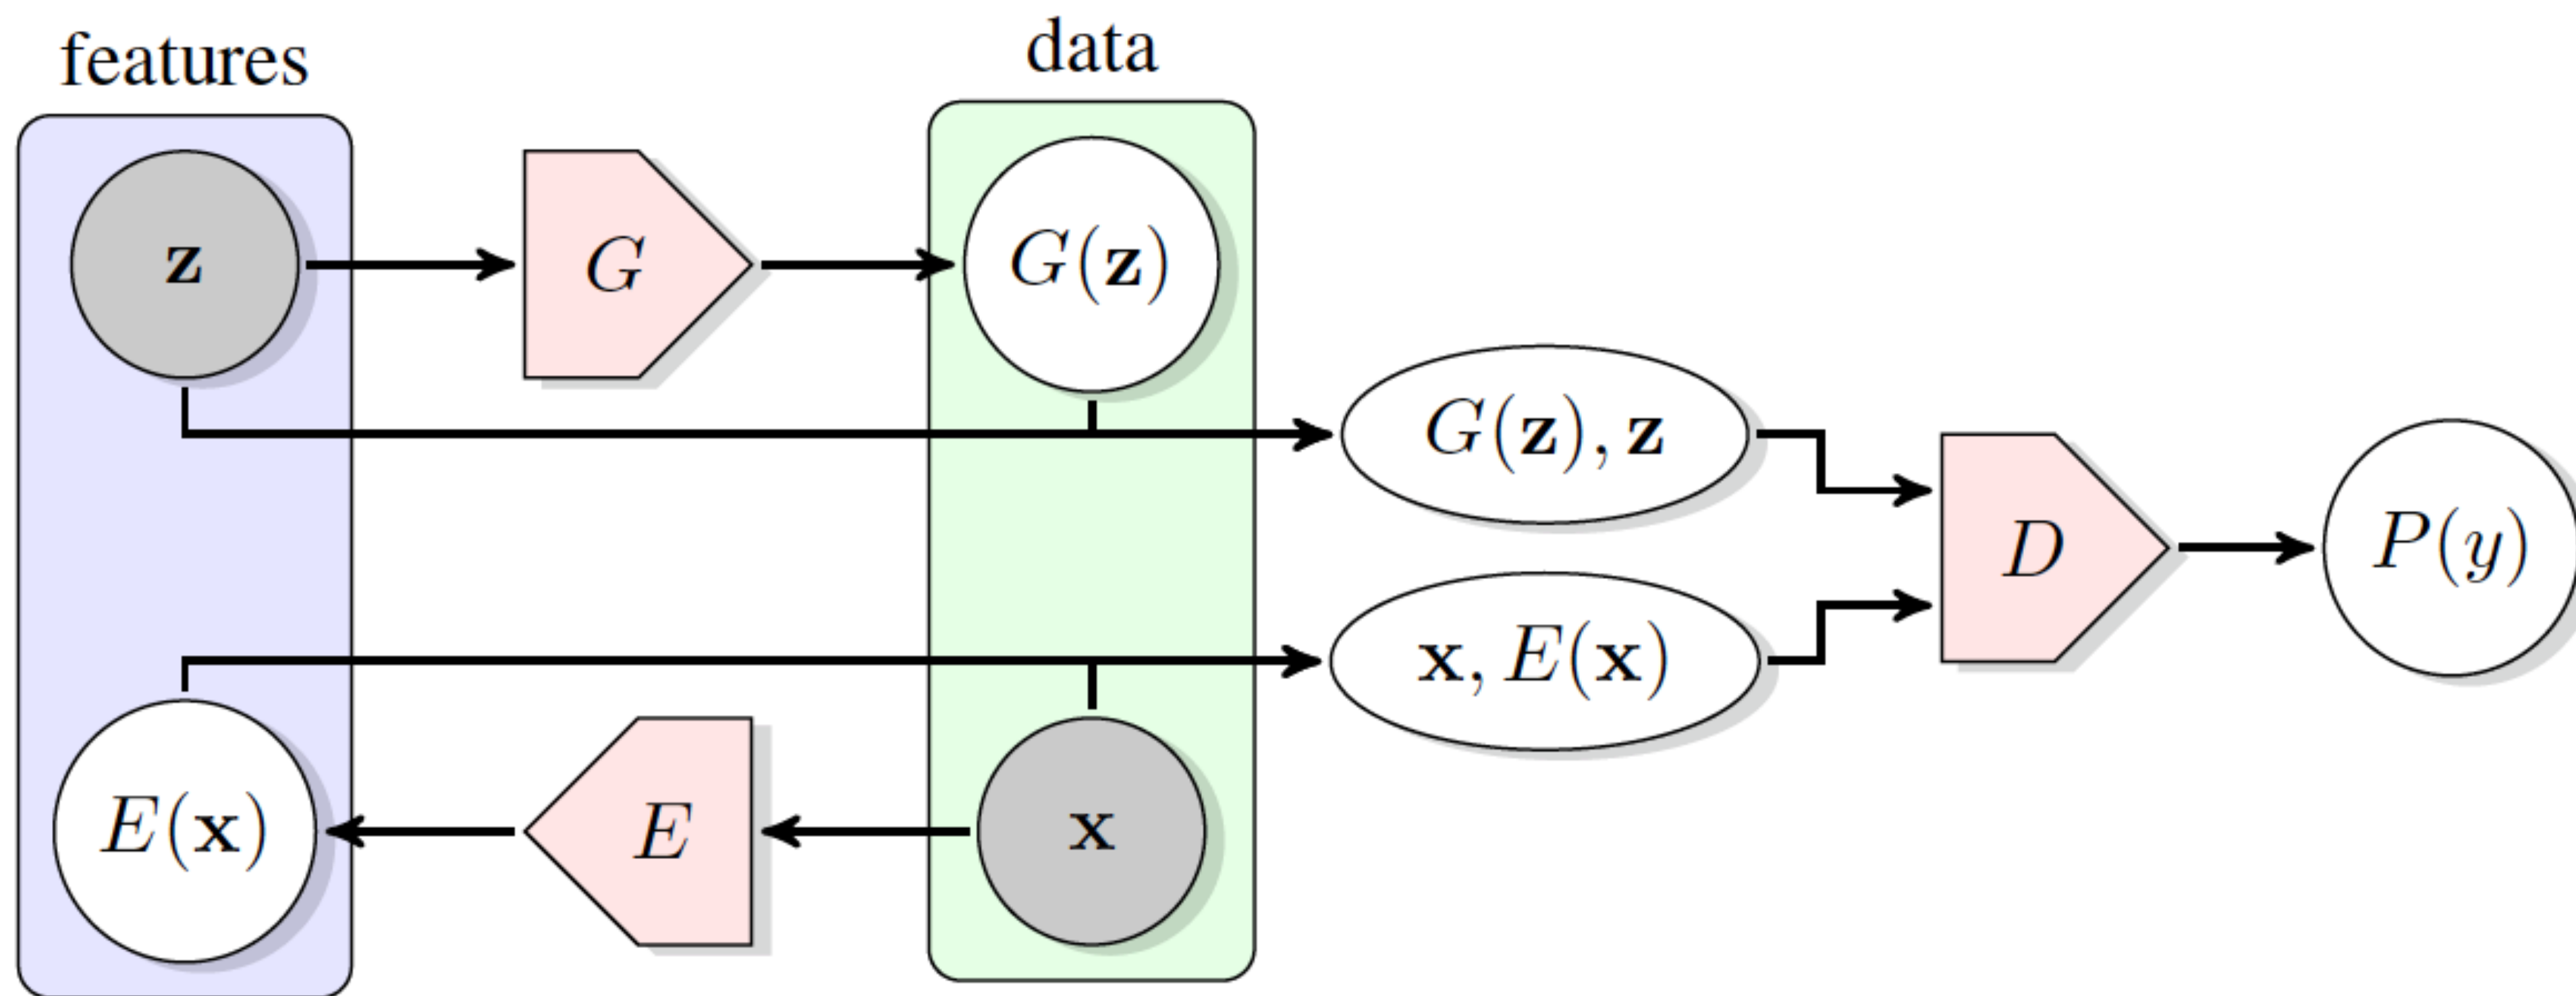 features
data
z
G
G(z)
G(z), z
D
P(y)
x, E(x)
E(x)
E
x